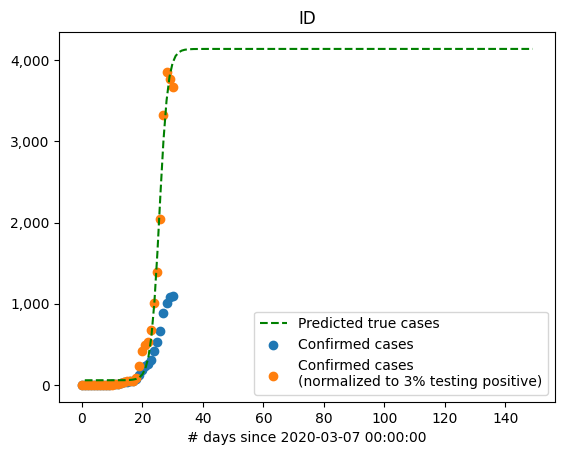 ID
4,000
3,000
2,000
1,000
0
Predicted true cases
Confirmed cases
Confirmed cases
(normalized to 3% testing positive)
0 20 40 60 80 100 120 140
# days since 2020-03-07 00:00:00